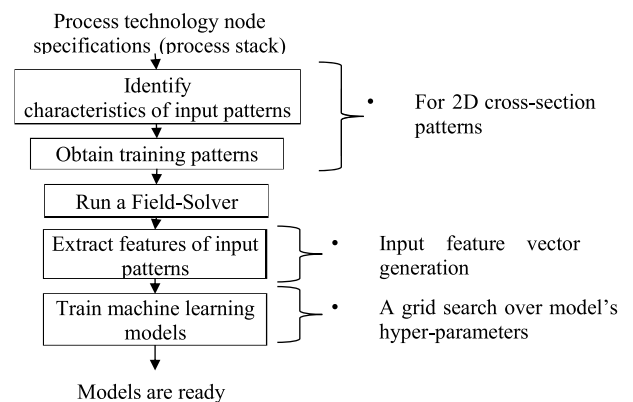 Process technology node
specifications (process stack)
Identify
characteristics of input patterns
• For 2D cross-section
patterns
Obtain training patterns
Run a Field-Solver
Extract features of input
patterns
• Input feature vector
generation
Train machine learning
models
• A grid search over model's
hyper-parameters
Models are ready